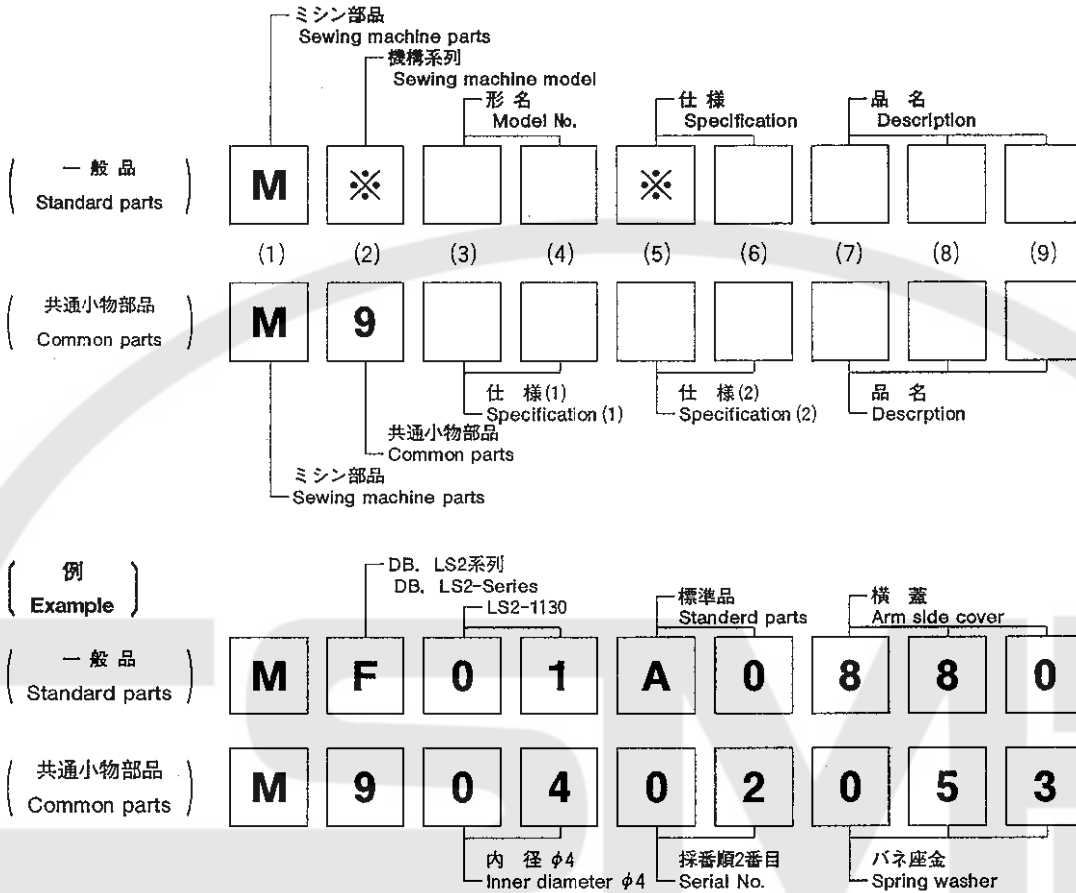 ミシン部品
Sewing machine parts
機構系列
Sewing machine model
形 名
Model No.
仕 様
Specification
品 名
Description
一 般 品
Standard parts
M ※ ※
(1) (2) (3) (4) (5) (6) (7) (8) (9)
共通小物部品
Common parts
M 9
仕 様(1)
Specification (1)
仕 様(2)
Specification (2)
品 名
Descrption
共通小物部品
Common parts
ミシン部品
Sewing machine parts
例
Example
DB. LS2系列
DB. LS2-Series
LS2-1130
標準品
Standerd parts
横 蓋
Arm side cover
一 般 品
Standard parts
M F 0 1 A 0 8 8 0
共通小物部品
Common parts
M 9 0 4 0 2 0 5 3
内 径 φ4
Inner diameter φ4
採番順2番目
Serial No.
バネ座金
Spring washer